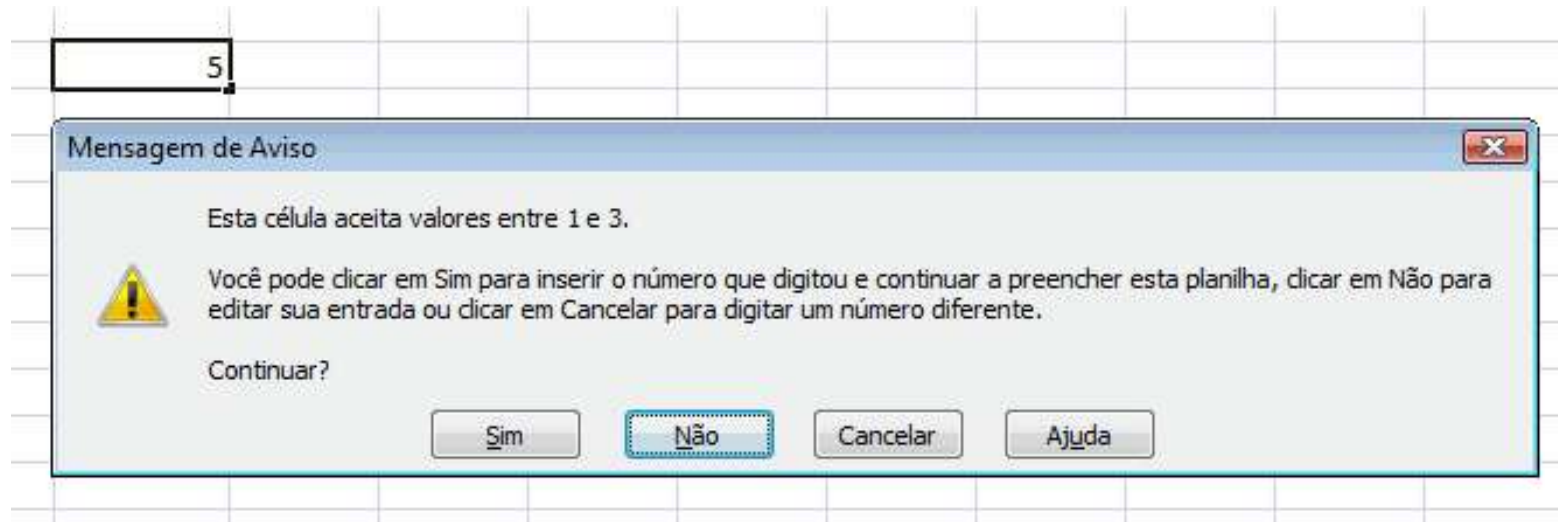 5
Mensagem de Aviso
Esta célula aceita valores entre 1 e 3.
Você pode clicar em Sim para inserir o número que digitou e continuar a preencher esta planilha, clicar em Não para
editar sua entrada ou clicar em Cancelar para digitar um número diferente.
Continuar?
Sim Não Cancelar Ajuda